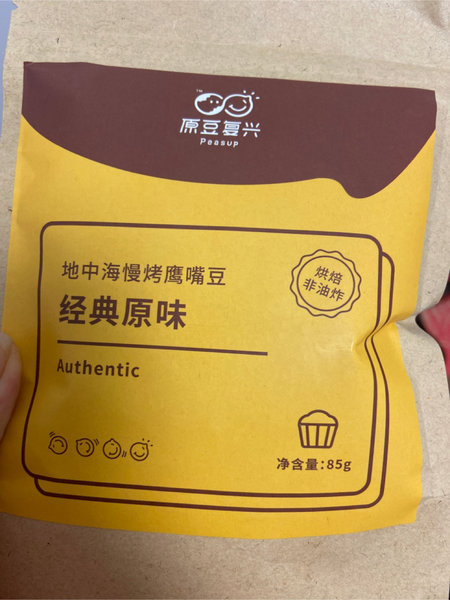 ™
原豆复兴
Peasup
地中海慢烤鹰嘴豆
经典原味
烘焙
非油炸
Authentic
净含量:85g